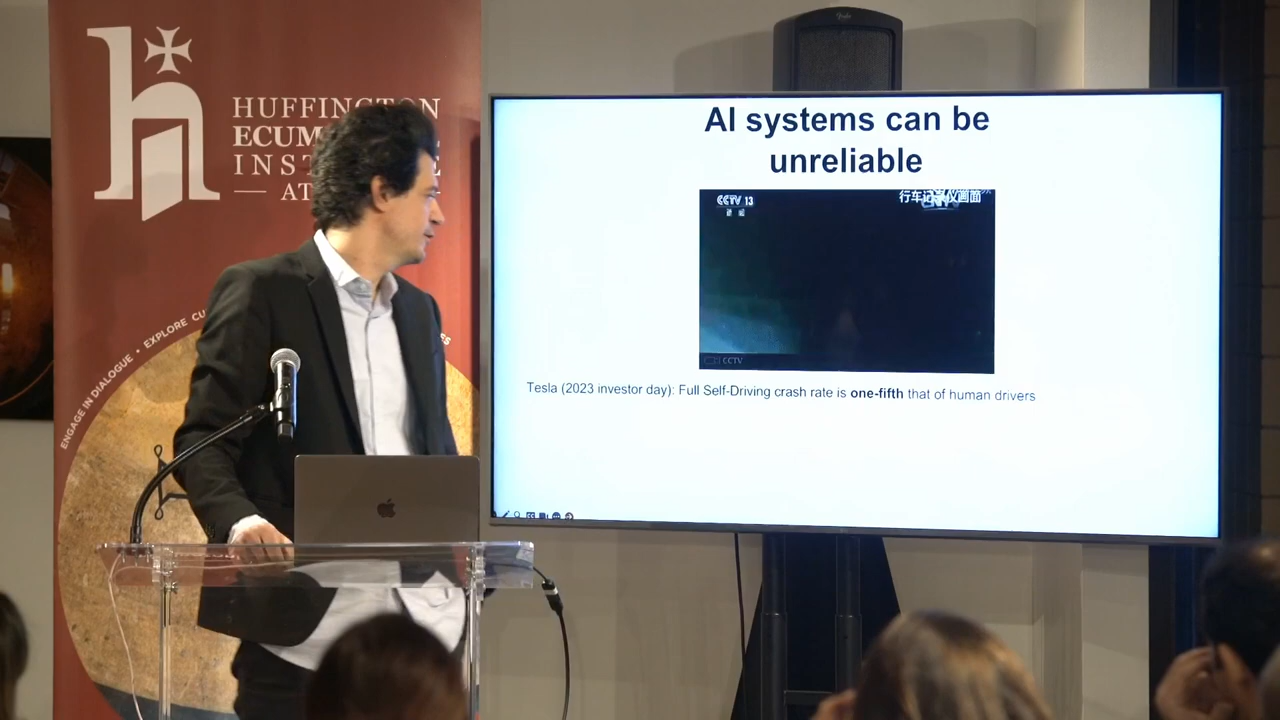 HUFFINGTON
ECUM
INST E
AT
ENGAGE IN DIALOGUE • EXPLORE CU
ES
AI systems can be
unreliable
CCTV 13
行车记录仪画面
CCTV
Tesla (2023 investor day): Full Self-Driving crash rate is one-fifth that of human drivers